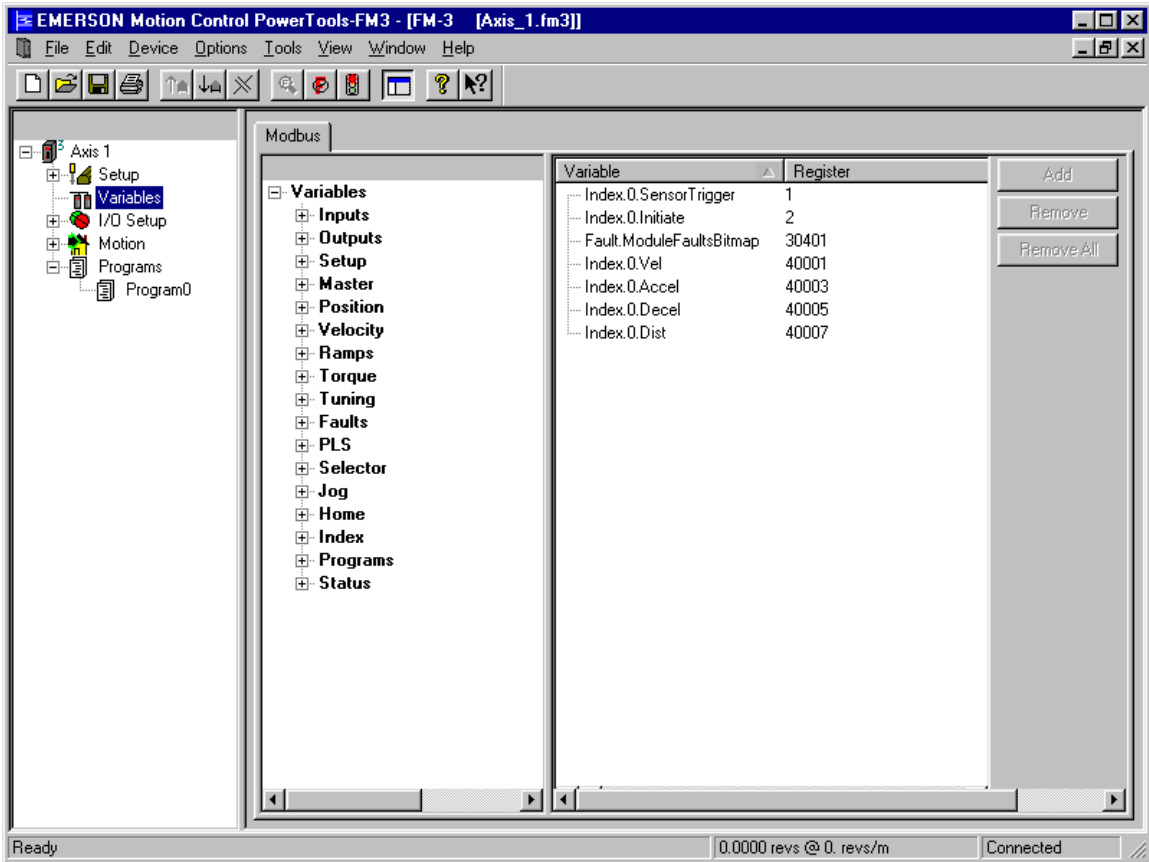 EMERSON Motion Control PowerTools-FM3 - [FM-3 [Axis_1.fm3]]
File Edit Device Options Tools View Window Help
Axis 1
Setup
Variables
I/O Setup
Motion
Programs
Program0
Modbus
Variables
Inputs
Outputs
Setup
Master
Position
Velocity
Ramps
Torque
Tuning
Faults
PLS
Selector
Jog
Home
Index
Programs
Status
Variable Register
Index.0.SensorTrigger 1
Index.0.Initiate 2
Fault.ModuleFaultsBitmap 30401
Index.0.Vel 40001
Index.0.Accel 40003
Index.0.Decel 40005
Index.0.Dist 40007
Add
Remove
Remove All
Ready 0.0000 revs @ 0. revs/m Connected